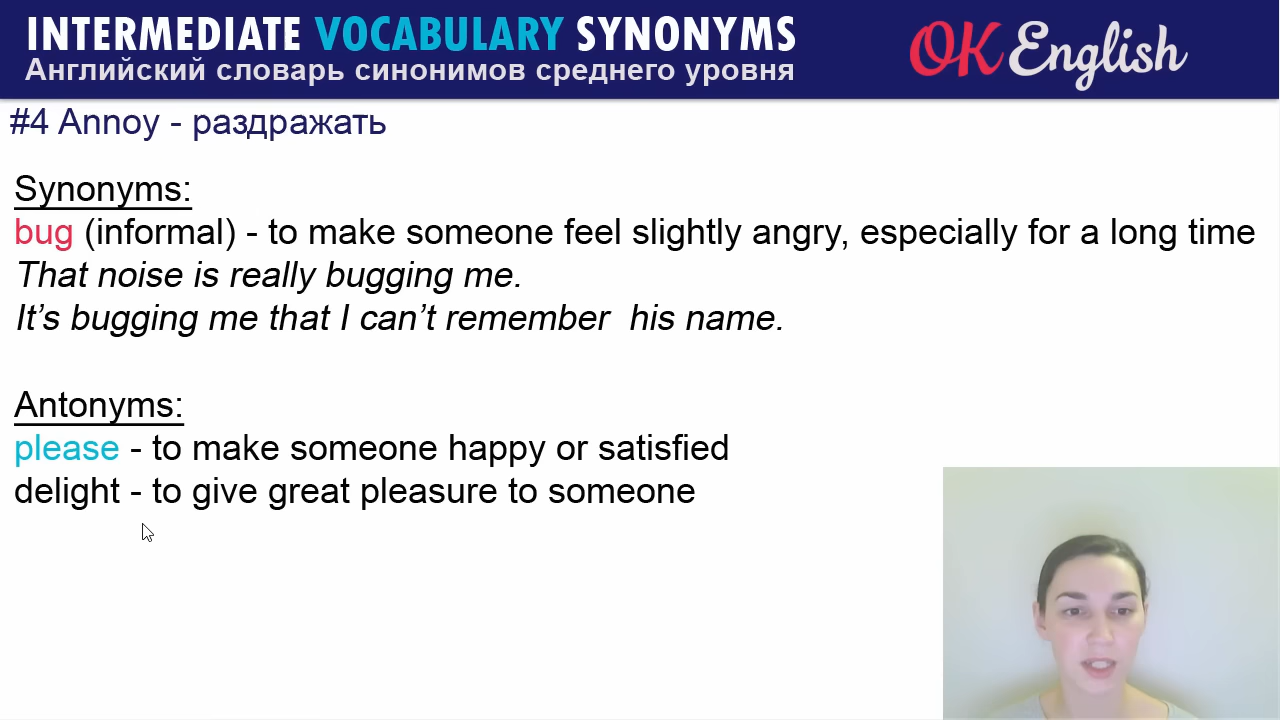 INTERMEDIATE VOCABULARY SYNONYMS
Английский словарь синонимов среднего уровня
OK English
#4 Annoy - раздражать
Synonyms:
bug (informal) - to make someone feel slightly angry, especially for a long time
That noise is really bugging me.
It’s bugging me that I can’t remember his name.
Antonyms:
please - to make someone happy or satisfied
delight - to give great pleasure to someone